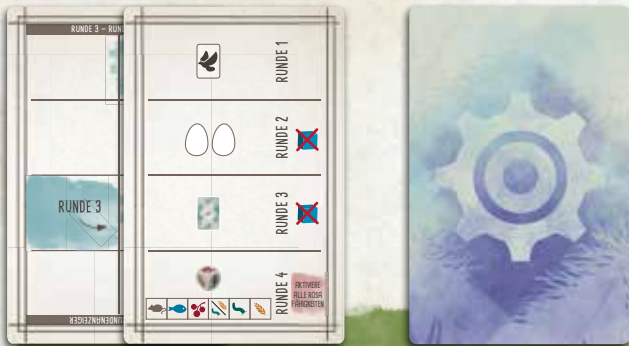 RUNDE 3 – RUN
RUNDE 3
UNDENANZEIGER
RUNDE 1
RUNDE 2
RUNDE 3
RUNDE 4
AKTIVIERE
ALLE ROSA
FÄHIGKEITEN